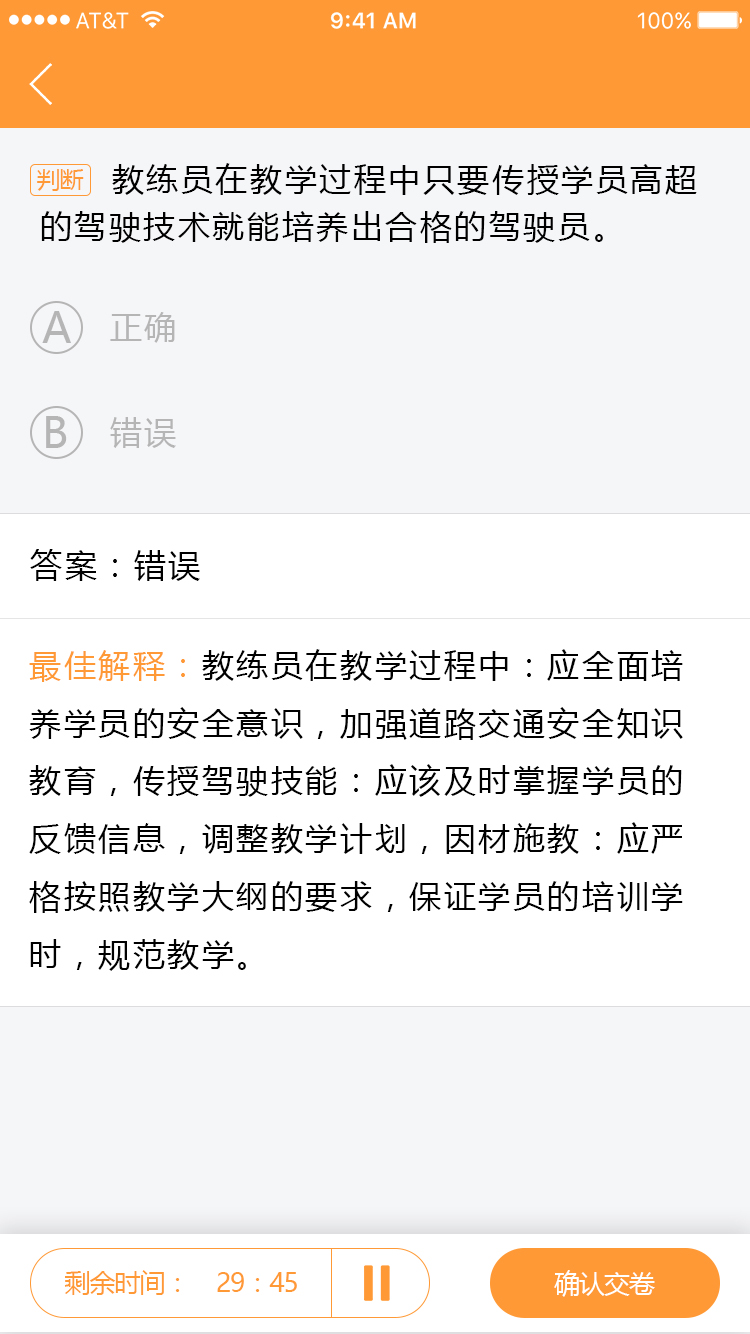 AT&T 9:41 AM 100%
判断 教练员在教学过程中只要传授学员高超
的驾驶技术就能培养出合格的驾驶员。
A 正确
B 错误
答案：错误
最佳解释：教练员在教学过程中：应全面培
养学员的安全意识，加强道路交通安全知识
教育，传授驾驶技能：应该及时掌握学员的
反馈信息，调整教学计划，因材施教：应严
格按照教学大纲的要求，保证学员的培训学
时，规范教学。
剩余时间： 29：45 确认交卷